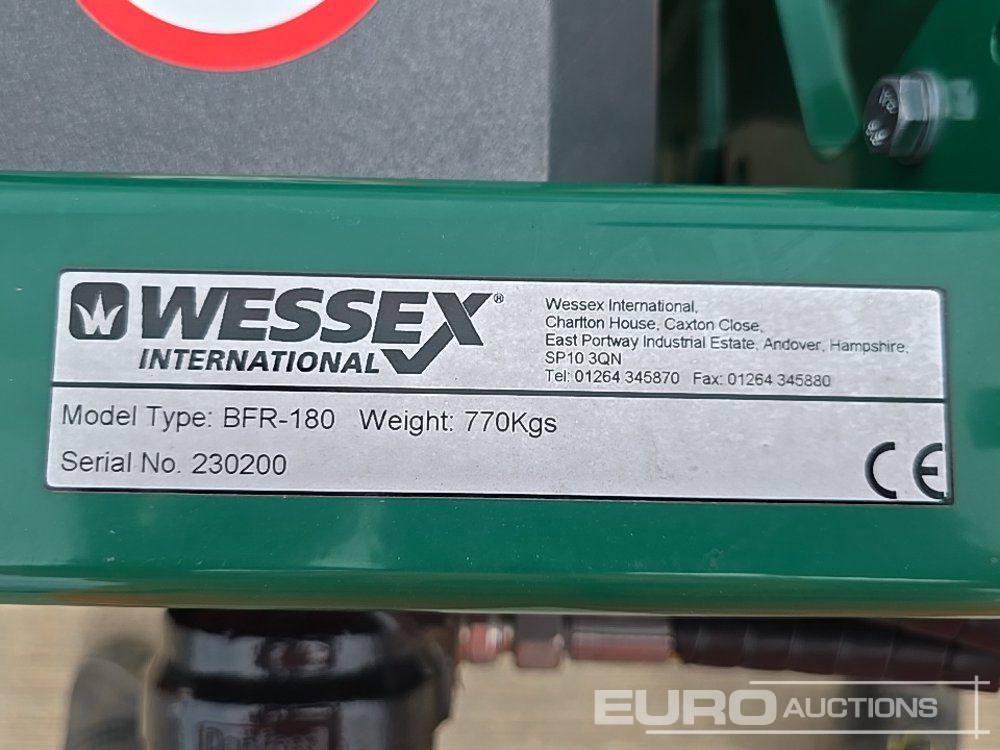 WESSEX®
INTERNATIONAL
Wessex International,
Charlton House, Caxton Close,
East Portway Industrial Estate, Andover, Hampshire,
SP10 3QN
Tel: 01264 345870 Fax: 01264 345880
Model Type: BFR-180 Weight: 770Kgs
Serial No. 230200
CE
EURO AUCTIONS